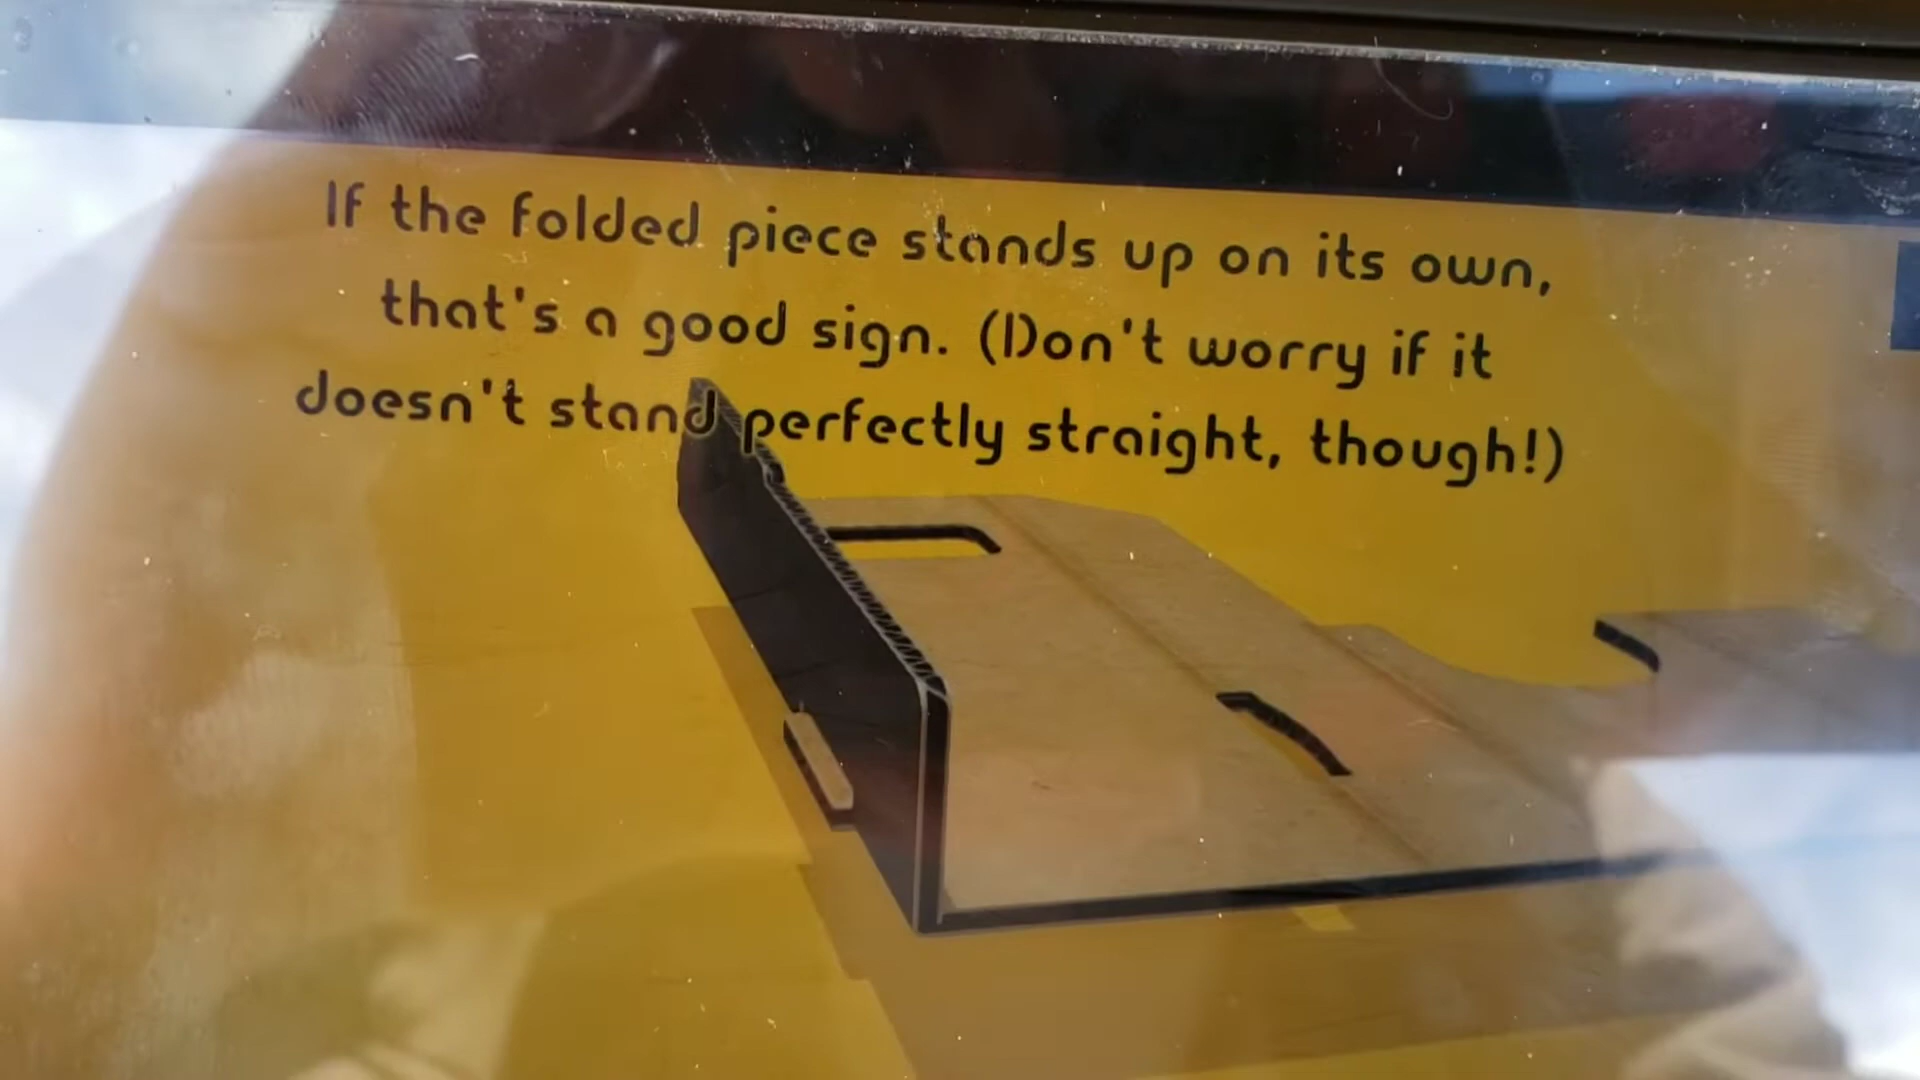 If the folded piece stands up on its own,
that's a good sign. (Don't worry if it
doesn't stand perfectly straight, though!)